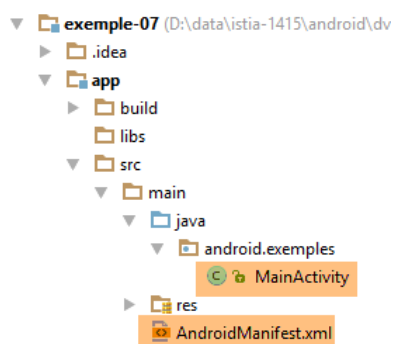 exemple-07 (D:\data\istia-1415\android\dv
.idea
app
build
libs
src
main
java
android.exemples
C MainActivity
res
AndroidManifest.xml